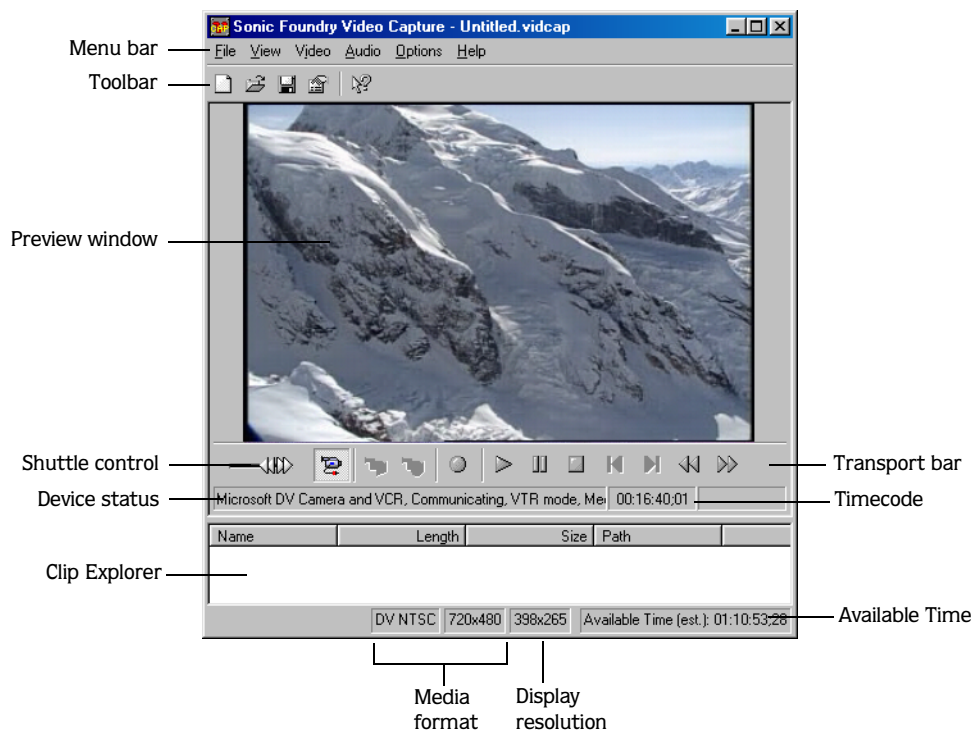 Sonic Foundry Video Capture - Untitled.vidcap
Menu bar
File View Video Audio Options Help
Toolbar
Preview window
Shuttle control
Transport bar
Device status
Microsoft DV Camera and VCR, Communicating, VTR mode, 00:16:40;01
Timecode
Name Length Size Path
Clip Explorer
DV NTSC 720x480 398x265 Available Time (est.): 01:10:53;28
Available Time
Media format
Display resolution